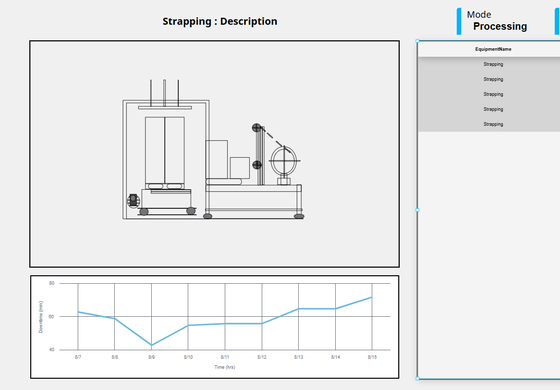 Strapping : Description
Mode
Processing
EquipmentName
Strapping
Strapping
Strapping
Strapping
Strapping
80
60
40
Downtime (min)
8/7
8/8
8/9
8/10
8/11
8/12
8/13
8/14
8/15
Time (hrs)